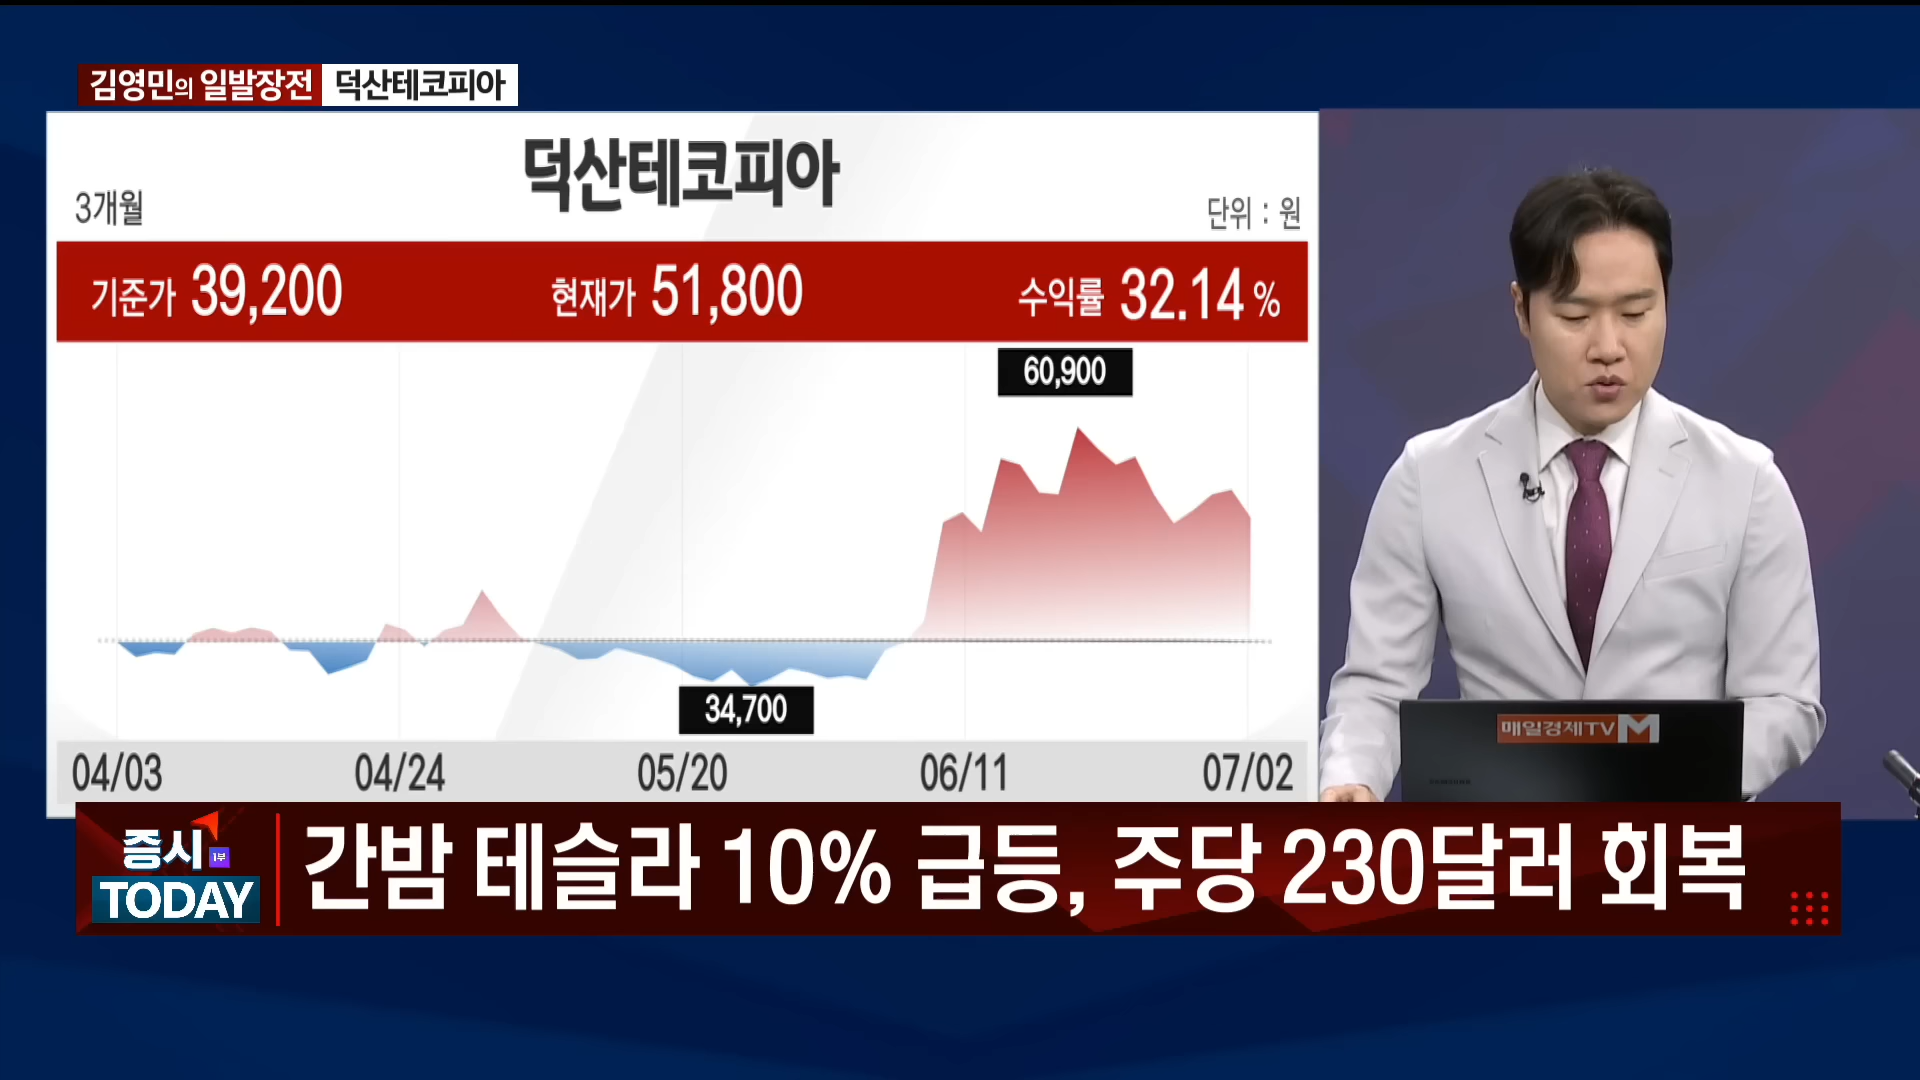 김영민의 일발장전 덕산테코피아
덕산테코피아
3개월
단위 : 원
기준가 39,200 현재가 51,800 수익률 32.14 %
60,900
34,700
04/03 04/24 05/20 06/11 07/02
매일경제TV M
증시 1부
TODAY
간밤 테슬라 10% 급등, 주당 230달러 회복